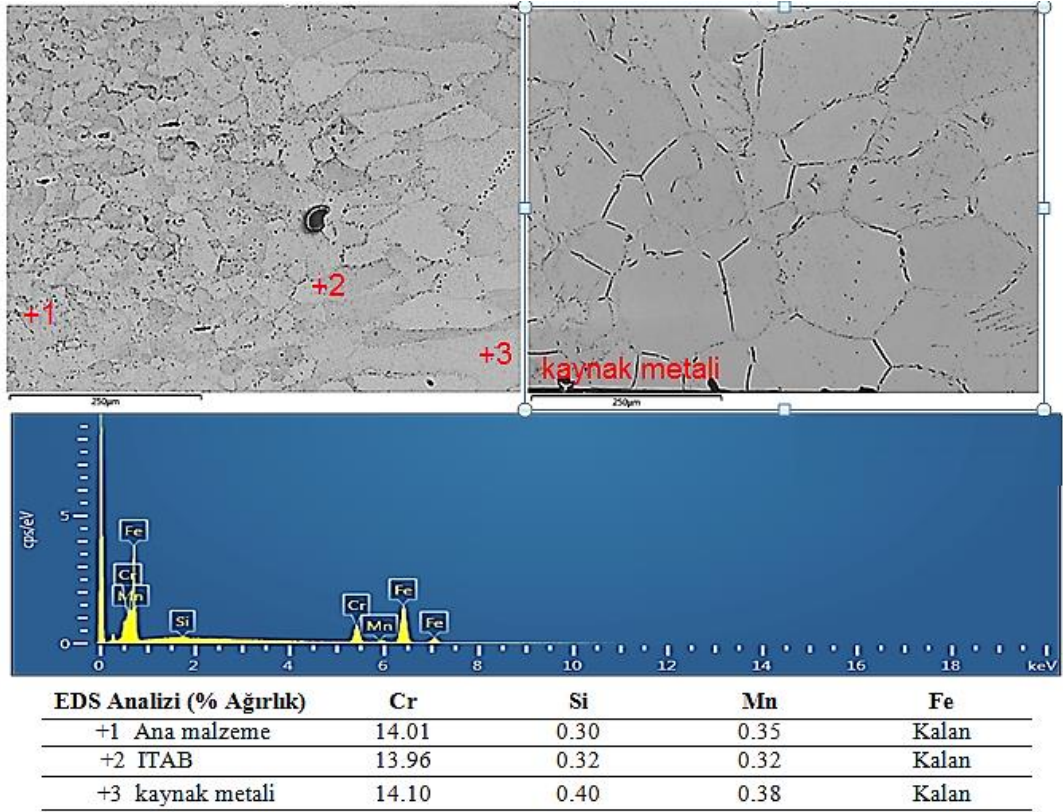 +1
+2
+3
250µm
kaynak metali
250µm
cps/eV
5
0
Fe
Cr
Mn
Si
Cr
Mn
Fe
Fe
0 2 4 6 8 10 12 14 16 18 keV
EDS Analizi (% Ağırlık) Cr Si Mn Fe
+1 Ana malzeme 14.01 0.30 0.35 Kalan
+2 ITAB 13.96 0.32 0.32 Kalan
+3 kaynak metali 14.10 0.40 0.38 Kalan